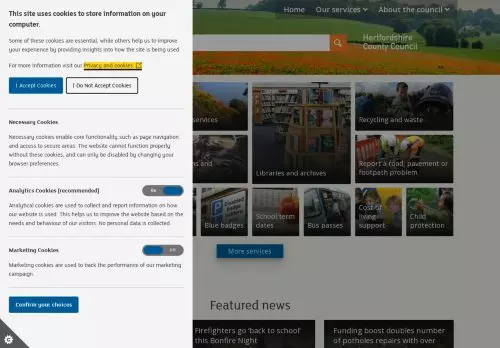 This site uses cookies to store information on your
computer.
Some of these cookies are essential, while others help us to improve
your experience by providing insights into how the site is being used.
For more information visit our Privacy and cookies
I Accept Cookies
I Do Not Accept Cookies
Necessary Cookies
Necessary cookies enable core functionality such as page navigation
and access to secure areas. The website cannot function properly
without these cookies, and can only be disabled by changing your
browser preferences.
Analytics Cookies (recommended)
On
Analytical cookies are used to collect and report information on how
our website is used. This helps us to improve the website based on the
needs and behaviour of our visitors. No personal data is collected.
Marketing Cookies
Off
Marketing cookies are used to track the performance of our marketing
campaign.
Confirm your choices
Home
Our services
About the council
Hertfordshire
County Council
services
Libraries and archives
Recycling and waste
and
Report a road, pavement or
footpath problem
Blue badges
School term
dates
Bus passes
Cost of
living
support
Child
protection
More services
Featured news
Firefighters go 'back to school'
this Bonfire Night
Funding boost doubles number
of potholes repairs with over